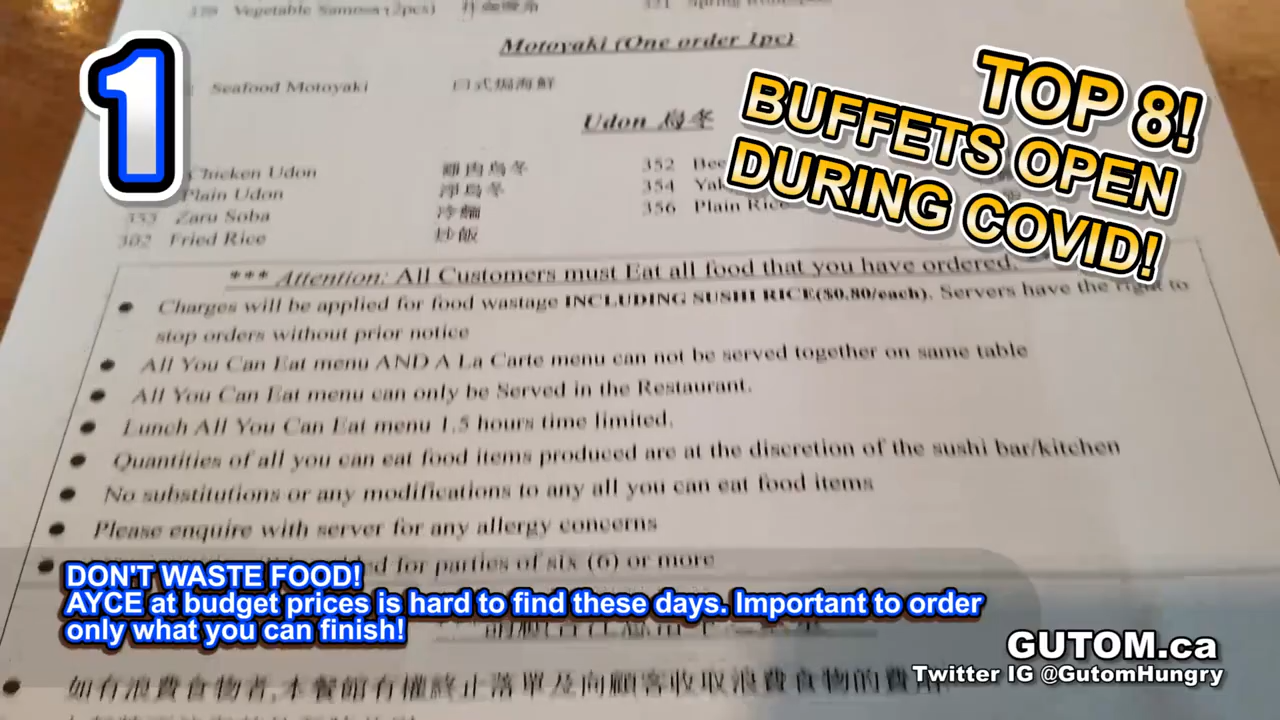 Vegetable Samosa (2pcs)
321
Motoyaki (One order 1pc)
Seafood Motoyaki 日式焗海鮮
Udon 烏冬
Chicken Udon 雞肉烏冬 352
Plain Udon 淨烏冬 354
353 Zaru Soba 冷麵 356 Plain Rice
302 Fried Rice 炒飯
*** Attention: All Customers must Eat all food that you have ordered.
• Charges will be applied for food wastage INCLUDING SUSHI RICE($0.80/each). Servers have the right to
stop orders without prior notice
• All You Can Eat menu AND A La Carte menu can not be served together on same table
• All You Can Eat menu can only be Served in the Restaurant.
• Lunch All You Can Eat menu 1.5 hours time limited.
• Quantities of all you can eat food items produced are at the discretion of the sushi bar/kitchen
• No substitutions or any modifications to any all you can eat food items
• Please enquire with server for any allergy concerns
• for parties of six (6) or more
• 如有浪費食物者,本餐館有權終止落單及向顧客收取浪費食物的費用
1
TOP 8!
BUFFETS OPEN
DURING COVID!
DON'T WASTE FOOD!
AYCE at budget prices is hard to find these days. Important to order
only what you can finish!
GUTOM.ca
Twitter IG @GutomHungry